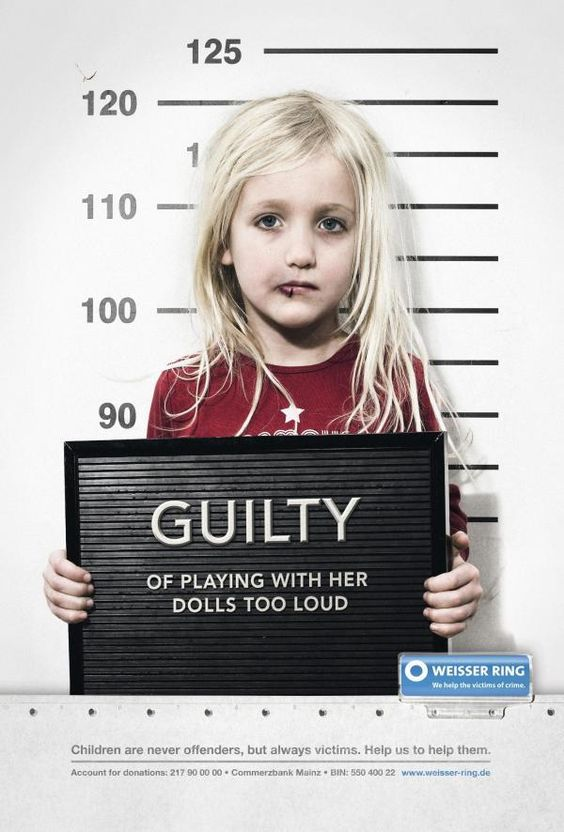 125
120
110
100
90
GUILTY
OF PLAYING WITH HER
DOLLS TOO LOUD
WEISSER RING
We help the victims of crime.
Children are never offenders, but always victims. Help us to help them.
Account for donations: 217 90 00 00 • Commerzbank Mainz • BIN: 550 400 22 www.weisser-ring.de